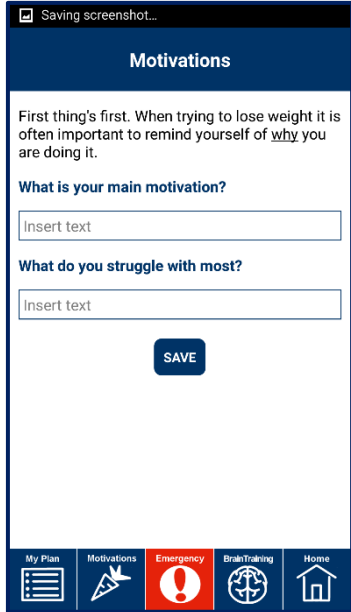 Saving screenshot...
Motivations
First thing's first. When trying to lose weight it is
often important to remind yourself of why you
are doing it.
What is your main motivation?
Insert text
What do you struggle with most?
Insert text
SAVE
My Plan Motivations Emergency BrainTraining Home